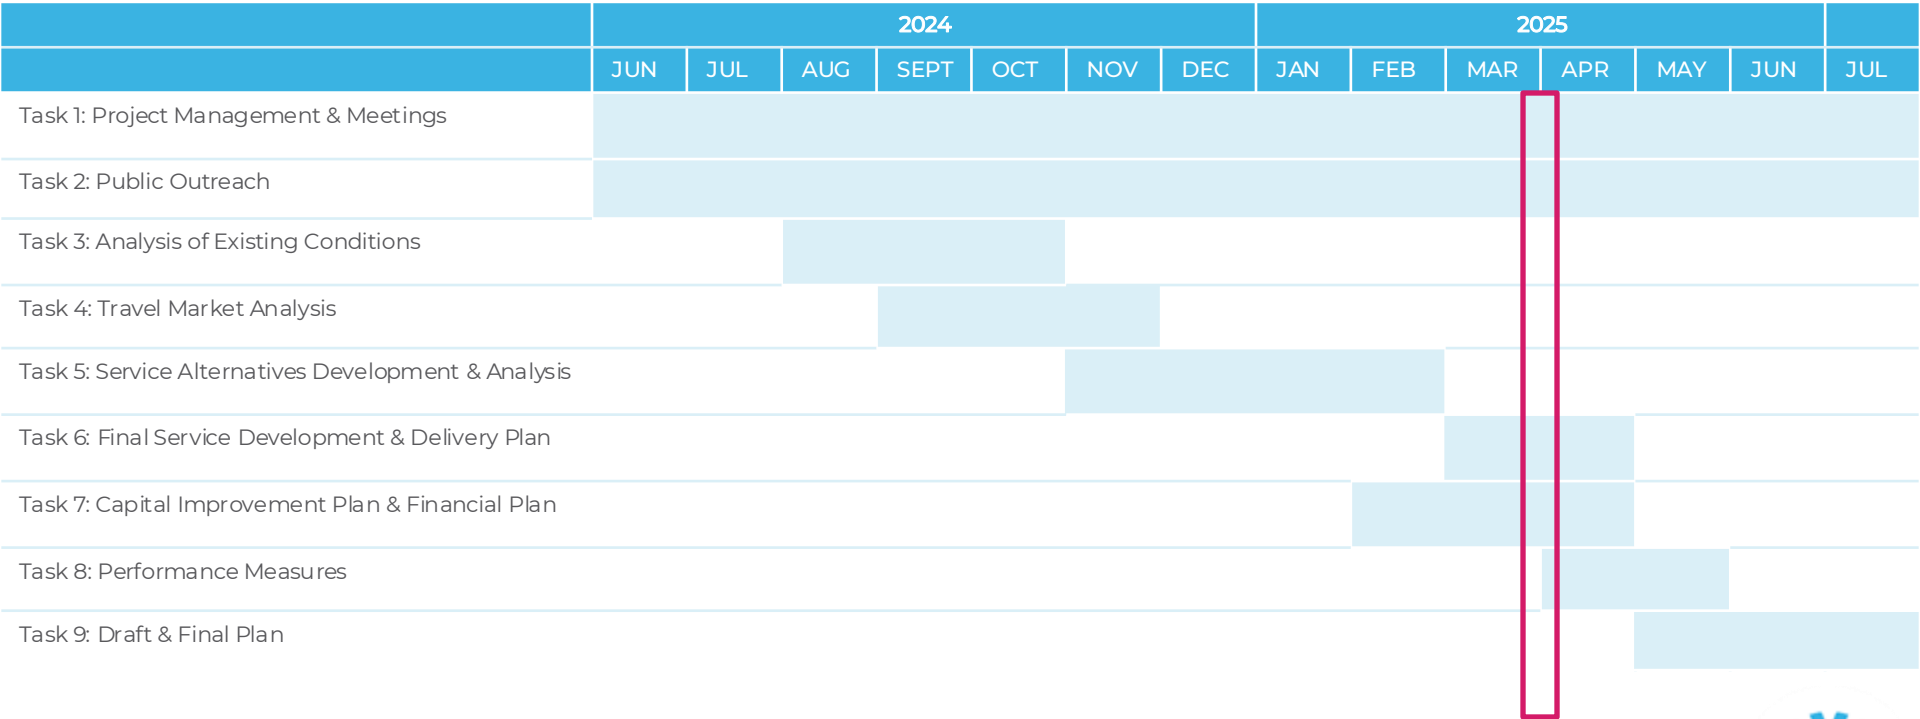 2024 2025
JUN JUL AUG SEPT OCT NOV DEC JAN FEB MAR APR MAY JUN JUL
Task 1: Project Management & Meetings
Task 2: Public Outreach
Task 3: Analysis of Existing Conditions
Task 4: Travel Market Analysis
Task 5: Service Alternatives Development & Analysis
Task 6: Final Service Development & Delivery Plan
Task 7: Capital Improvement Plan & Financial Plan
Task 8: Performance Measures
Task 9: Draft & Final Plan